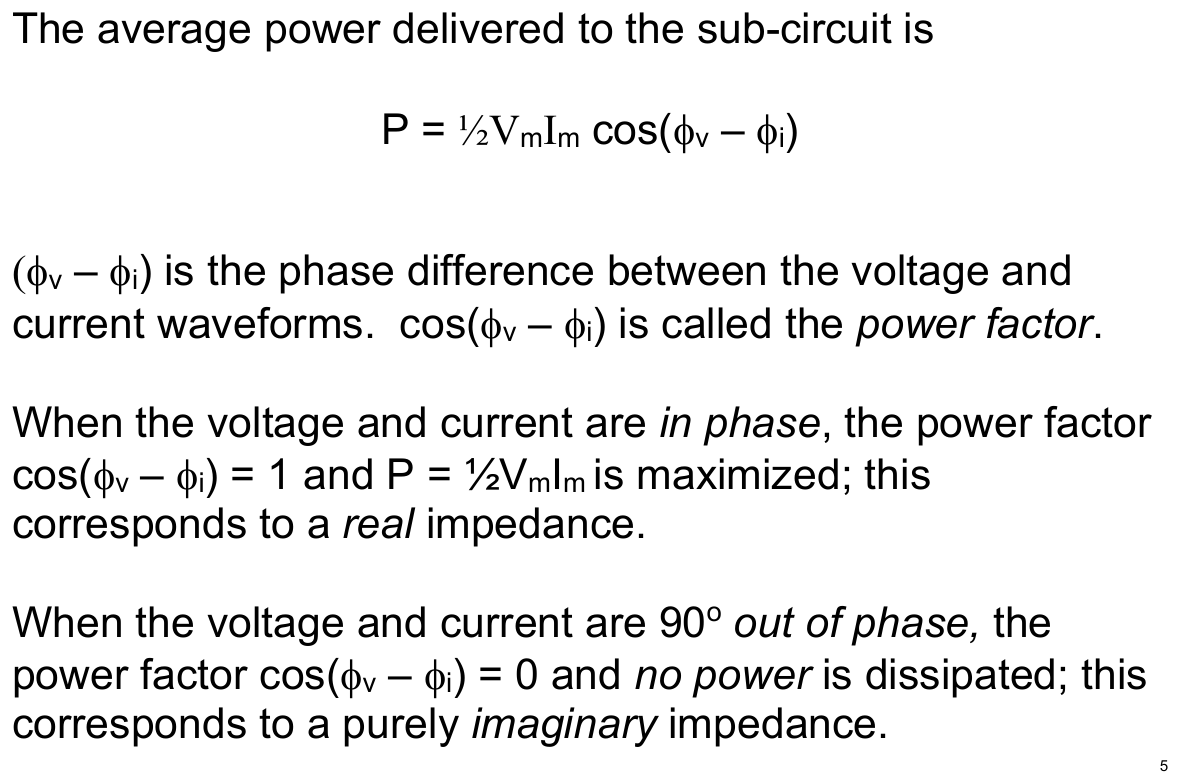 The average power delivered to the sub-circuit is
P = ½VmIm cos(ϕv – ϕi)
(ϕv – ϕi) is the phase difference between the voltage and
current waveforms.  cos(ϕv – ϕi) is called the power factor.
When the voltage and current are in phase, the power factor
cos(ϕv – ϕi) = 1 and P = ½VmIm is maximized; this
corresponds to a real impedance.
When the voltage and current are 90º out of phase, the
power factor cos(ϕv – ϕi) = 0 and no power is dissipated; this
corresponds to a purely imaginary impedance.
5